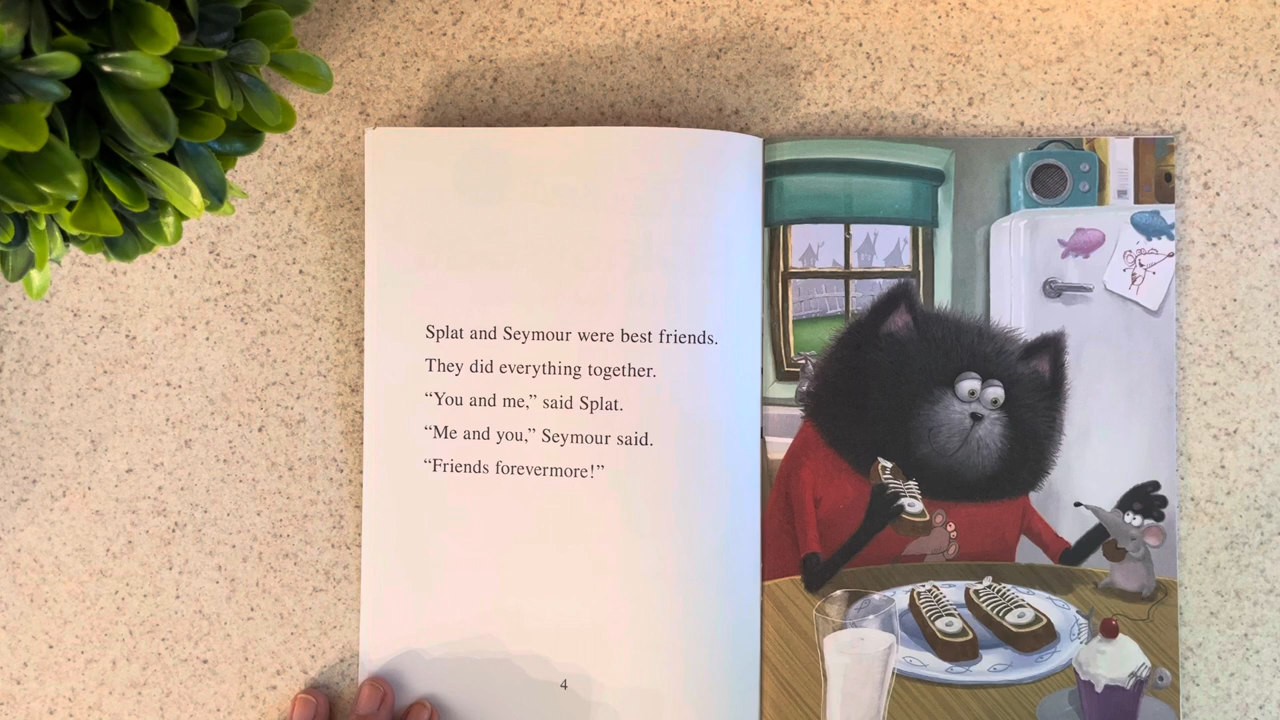 Splat and Seymour were best friends.
They did everything together.
“You and me,” said Splat.
“Me and you,” Seymour said.
“Friends forevermore!”
4